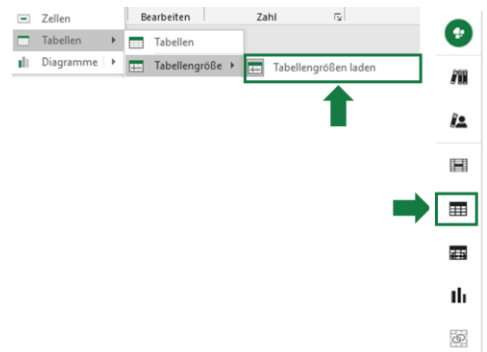 Zellen
Bearbeiten
Zahl
Tabellen
Tabellen
Diagramme
Tabellengröße
Tabellengrößen laden